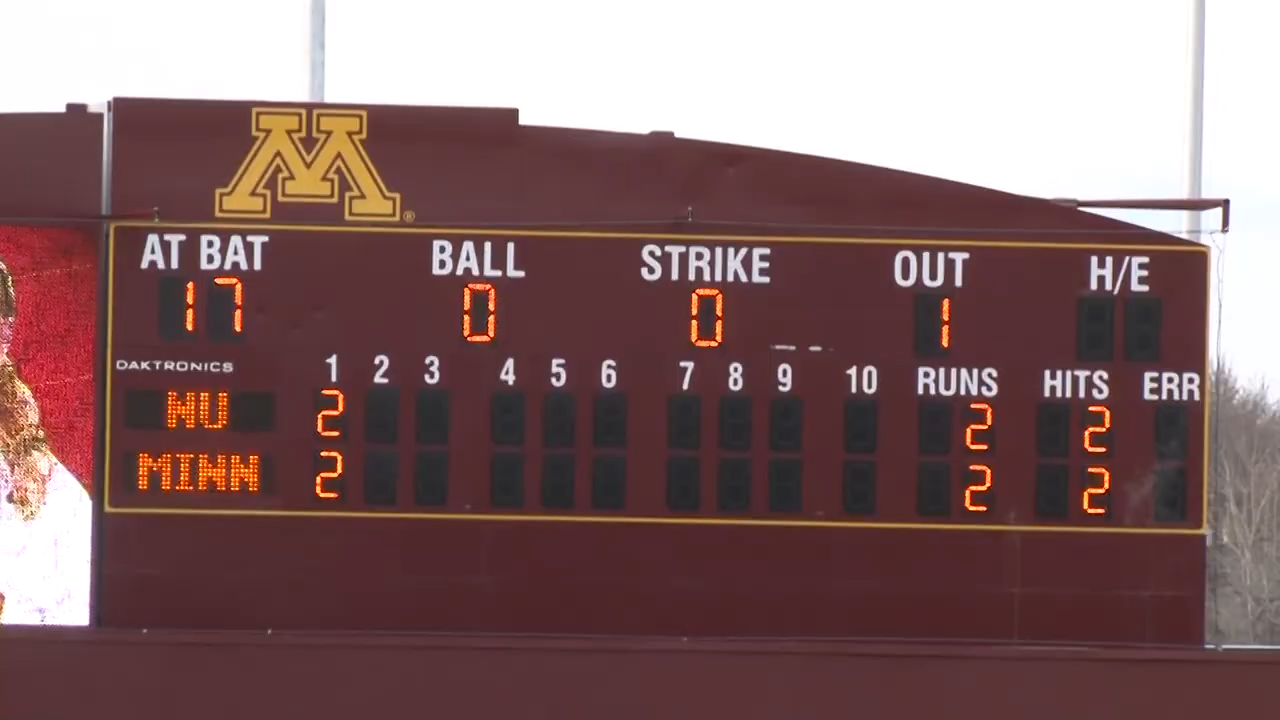 M®
AT BAT BALL STRIKE OUT H/E
17 0 0 1
DAKTRONICS 1 2 3 4 5 6 7 8 9 10 RUNS HITS ERR
NU 2 2 2
MINN 2 2 2